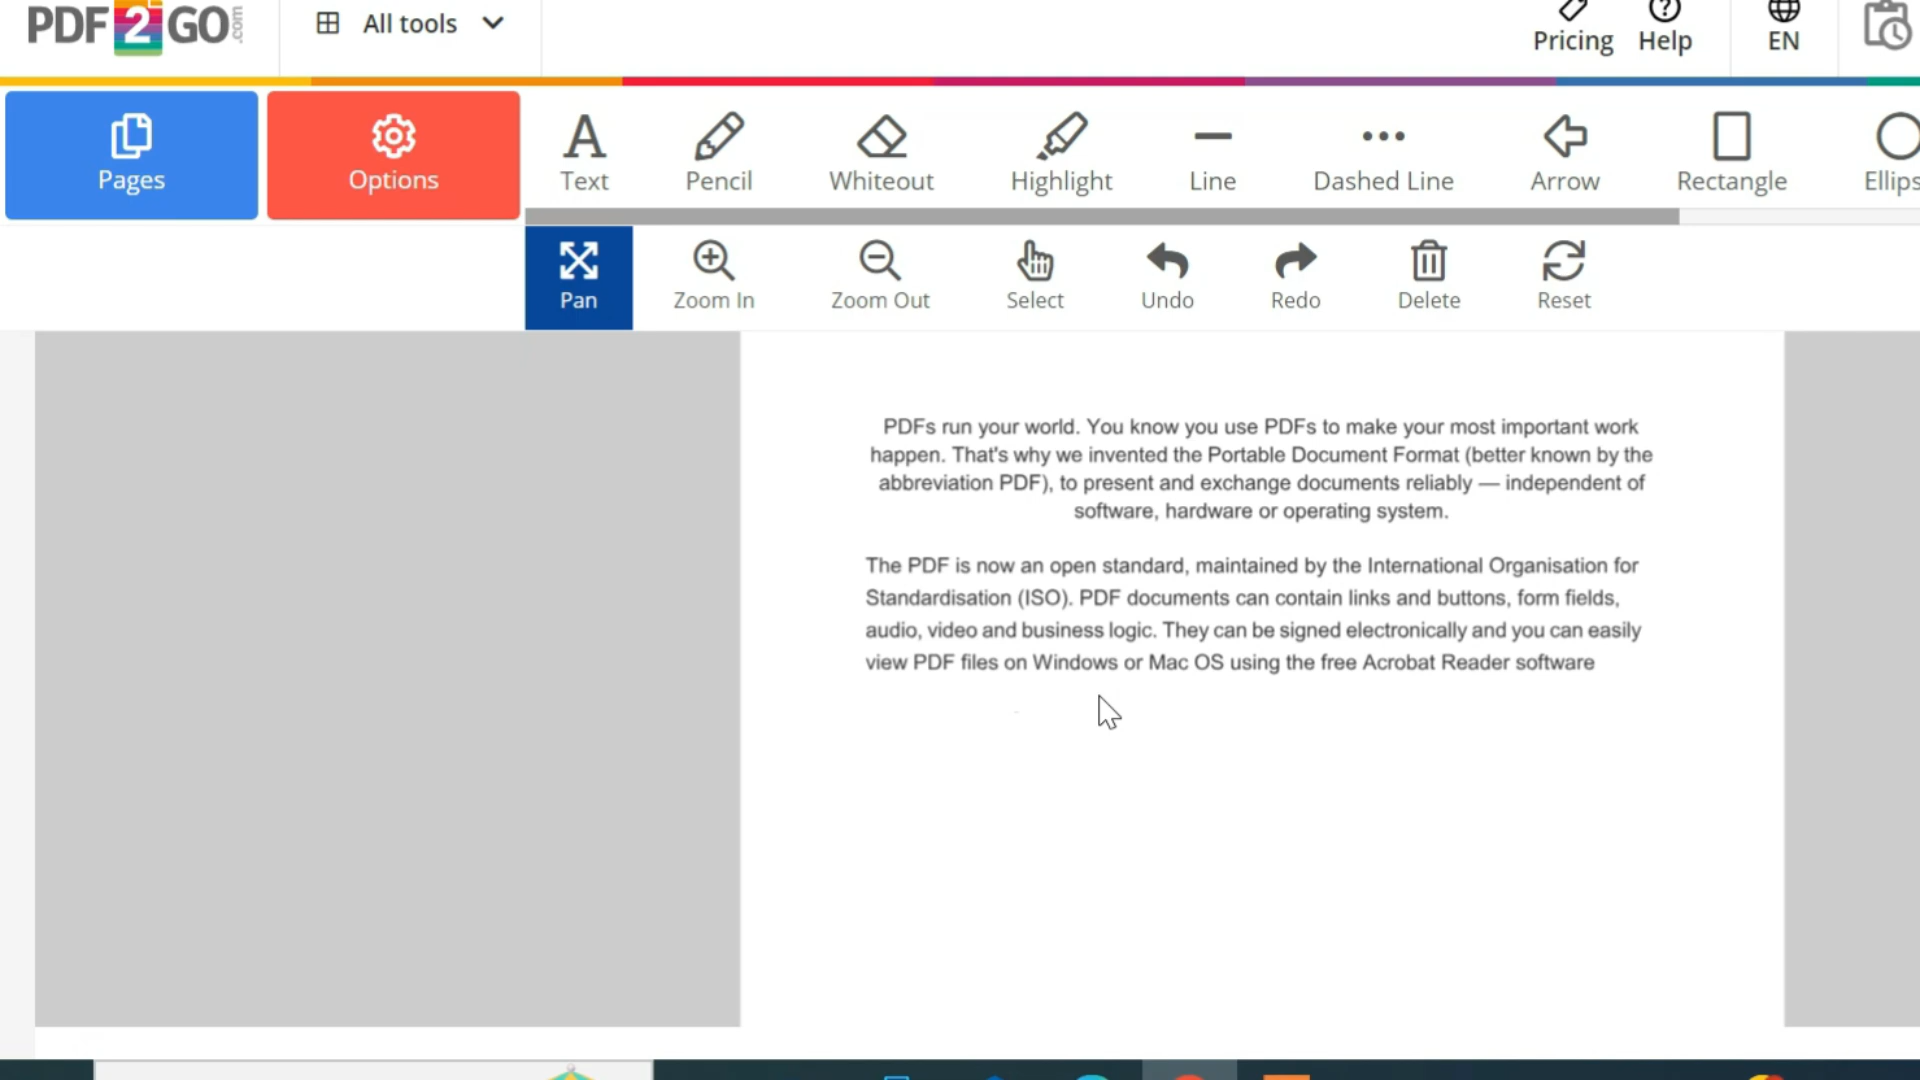 PDF2GO.com
All tools
Pricing
Help
EN
Pages
Options
Text
Pencil
Whiteout
Highlight
Line
Dashed Line
Arrow
Rectangle
Ellips
Pan
Zoom In
Zoom Out
Select
Undo
Redo
Delete
Reset
PDFs run your world. You know you use PDFs to make your most important work
happen. That's why we invented the Portable Document Format (better known by the
abbreviation PDF), to present and exchange documents reliably — independent of
software, hardware or operating system.
The PDF is now an open standard, maintained by the International Organisation for
Standardisation (ISO). PDF documents can contain links and buttons, form fields,
audio, video and business logic. They can be signed electronically and you can easily
view PDF files on Windows or Mac OS using the free Acrobat Reader software